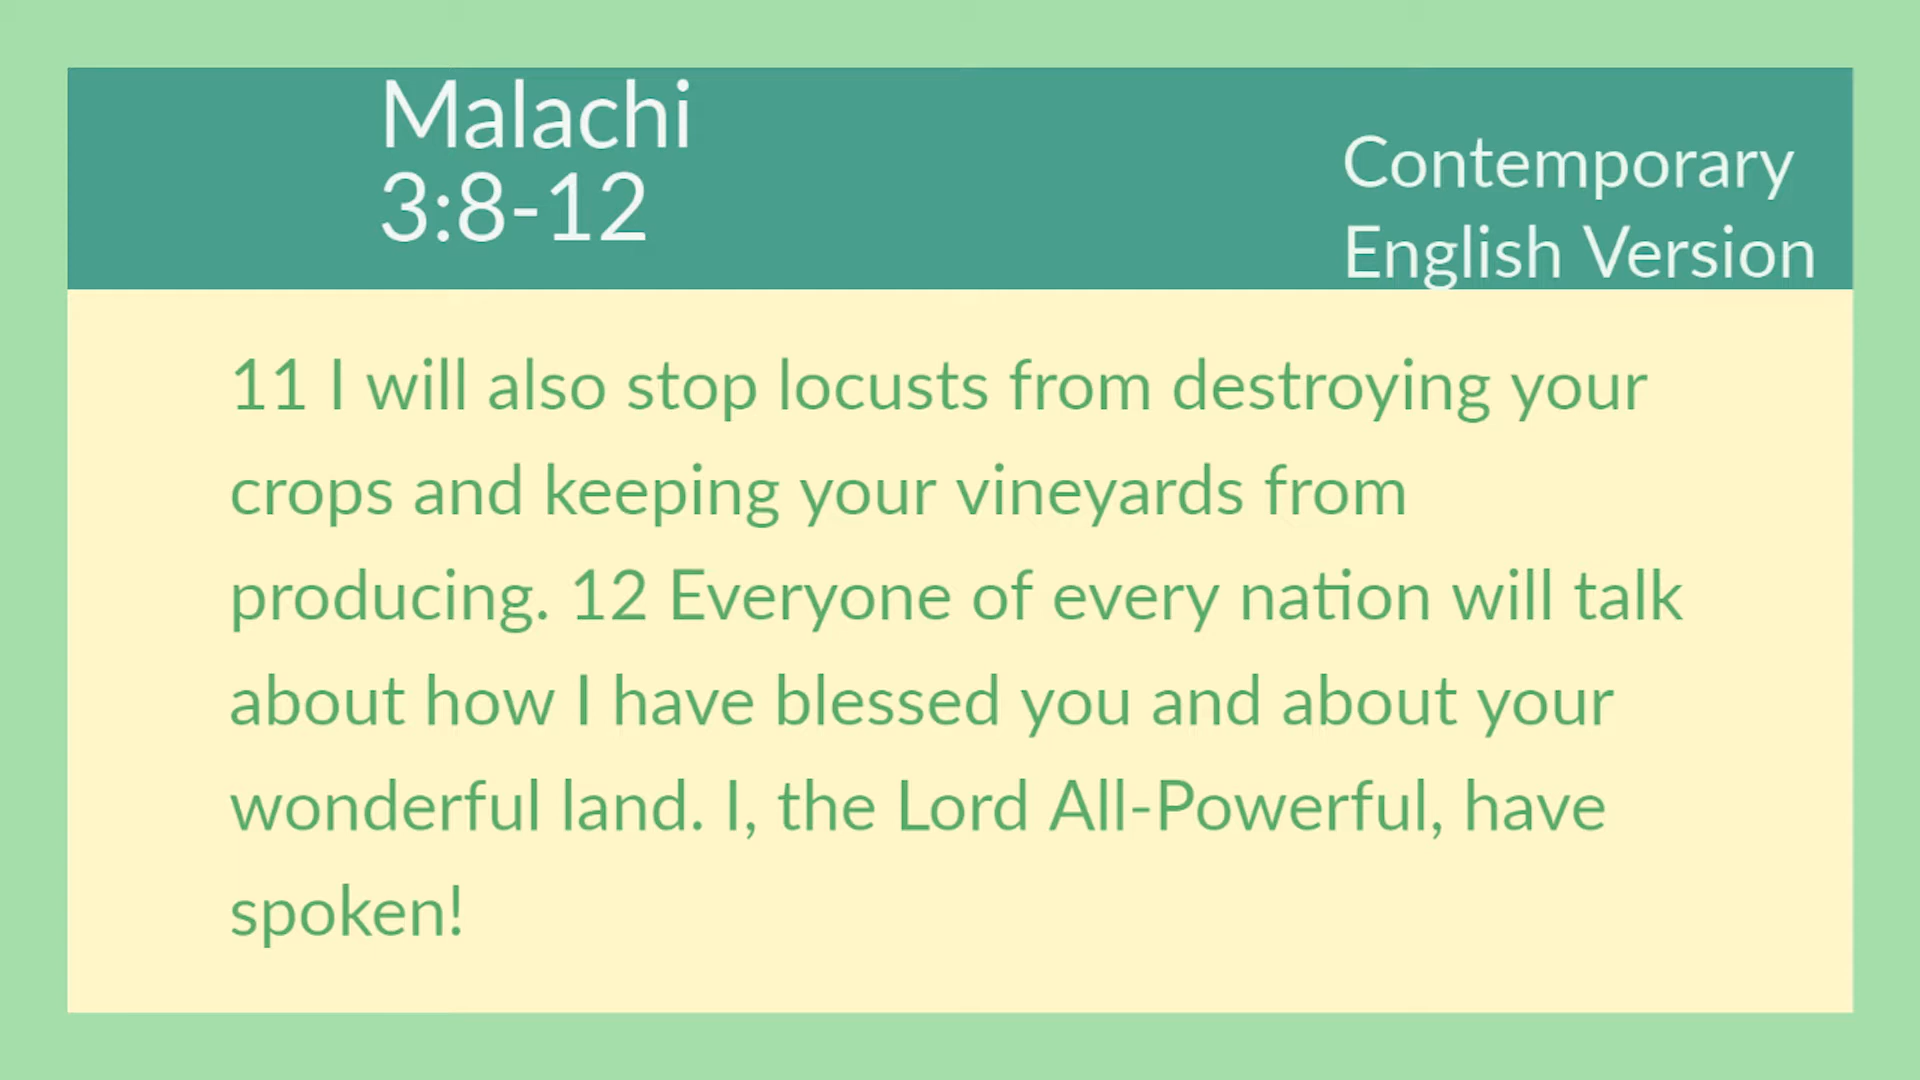 Malachi
3:8-12
Contemporary
English Version
11 I will also stop locusts from destroying your
crops and keeping your vineyards from
producing. 12 Everyone of every nation will talk
about how I have blessed you and about your
wonderful land. I, the Lord All-Powerful, have
spoken!